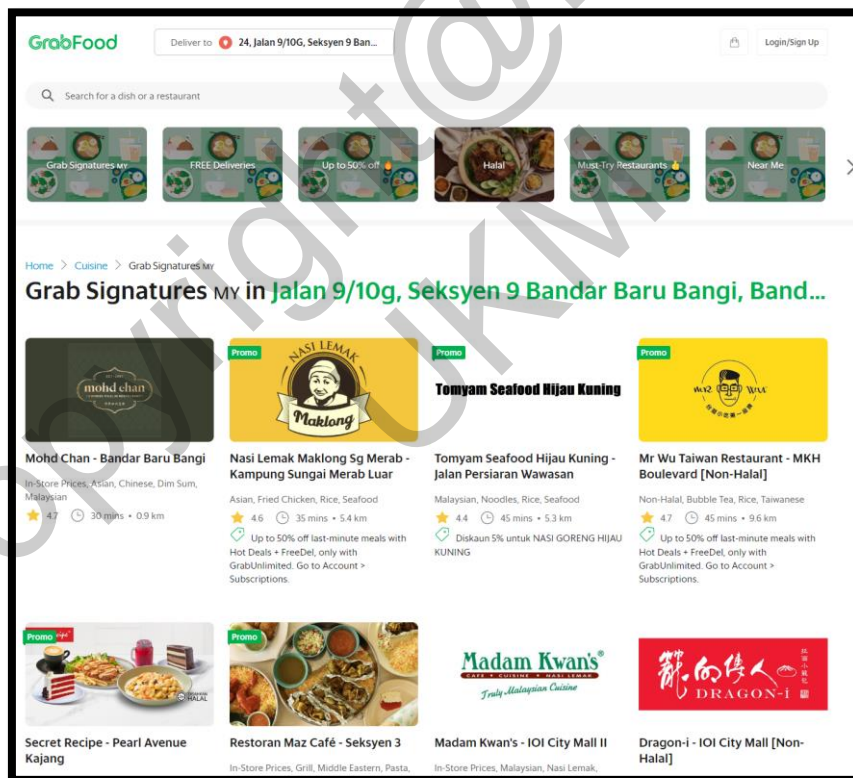 GrabFood
Deliver to 24, Jalan 9/10G, Seksyen 9 Ban...
Login/Sign Up
Search for a dish or a restaurant
Grab Signatures MY
FREE Deliveries
Up to 50% off
Halal
Must-Try Restaurants
Near Me
Home > Cuisine > Grab Signatures MY
Grab Signatures MY in Jalan 9/10g, Seksyen 9 Bandar Baru Bangi, Band...
mohd chan
Mohd Chan - Bandar Baru Bangi
In-Store Prices, Asian, Chinese, Dim Sum,
Malaysian
4.7 30 mins • 0.9 km
Promo
NASI LEMAK
Maklong
Nasi Lemak Maklong Sg Merab -
Kampung Sungai Merab Luar
Asian, Fried Chicken, Rice, Seafood
4.6 35 mins • 5.4 km
Up to 50% off last-minute meals with
Hot Deals + FreeDel, only with
GrabUnlimited. Go to Account >
Subscriptions.
Promo
Tomyam Seafood Hijau Kuning
Tomyam Seafood Hijau Kuning -
Jalan Persiaran Wawasan
Malaysian, Noodles, Rice, Seafood
4.4 45 mins • 5.3 km
Diskaun 5% untuk NASI GORENG HIJAU
KUNING
Promo
MR WU
Mr Wu Taiwan Restaurant - MKH
Boulevard [Non-Halal]
Non-Halal, Bubble Tea, Rice, Taiwanese
4.7 45 mins • 9.6 km
Up to 50% off last-minute meals with
Hot Deals + FreeDel, only with
GrabUnlimited. Go to Account >
Subscriptions.
Promo
HALAL
Secret Recipe - Pearl Avenue
Kajang
Promo
Restoran Maz Café - Seksyen 3
In-Store Prices, Grill, Middle Eastern, Pasta,
Madam Kwan's®
CAFE • CUISINE • NASI LEMAK
Truly Malaysian Cuisine
Madam Kwan's - IOI City Mall II
In-Store Prices, Malaysian, Nasi Lemak,
籠的傳人
DRAGON-i
Dragon-i - IOI City Mall [Non-
Halal]
Copyright@
UKM